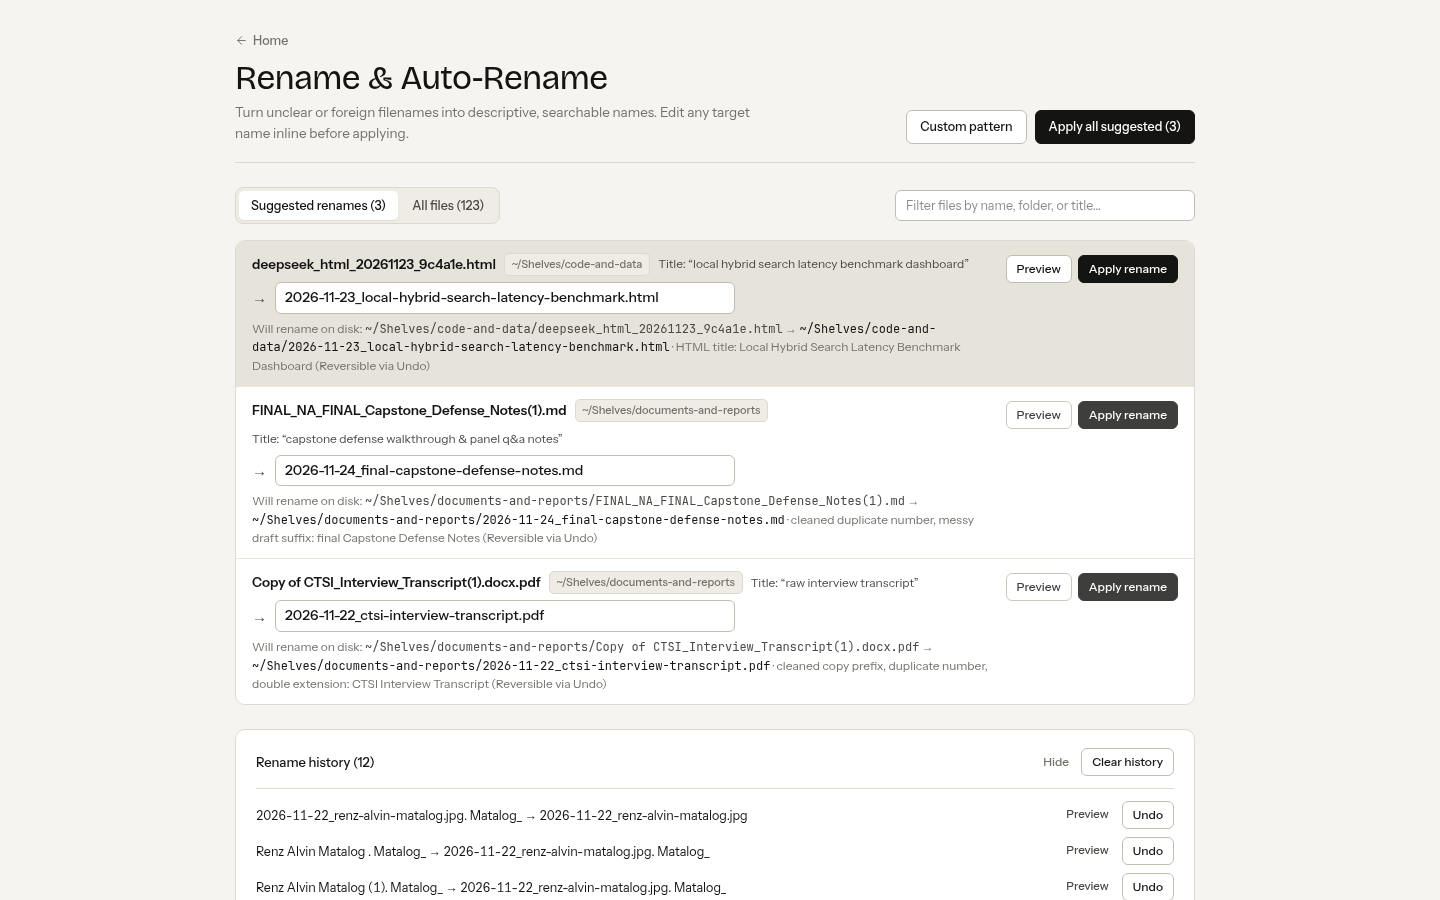 ← Home
Rename & Auto-Rename
Turn unclear or foreign filenames into descriptive, searchable names. Edit any target
name inline before applying.
Custom pattern
Apply all suggested (3)
Suggested renames (3)
All files (123)
Filter files by name, folder, or title...
deepseek_html_20261123_9c4a1e.html ~/Shelves/code-and-data Title: “local hybrid search latency benchmark dashboard”
Preview
Apply rename
→ 2026-11-23_local-hybrid-search-latency-benchmark.html
Will rename on disk: ~/Shelves/code-and-data/deepseek_html_20261123_9c4a1e.html → ~/Shelves/code-and-
data/2026-11-23_local-hybrid-search-latency-benchmark.html · HTML title: Local Hybrid Search Latency Benchmark
Dashboard (Reversible via Undo)
FINAL_NA_FINAL_Capstone_Defense_Notes(1).md ~/Shelves/documents-and-reports
Preview
Apply rename
Title: “capstone defense walkthrough & panel q&a notes”
→ 2026-11-24_final-capstone-defense-notes.md
Will rename on disk: ~/Shelves/documents-and-reports/FINAL_NA_FINAL_Capstone_Defense_Notes(1).md →
~/Shelves/documents-and-reports/2026-11-24_final-capstone-defense-notes.md · cleaned duplicate number, messy
draft suffix: final Capstone Defense Notes (Reversible via Undo)
Copy of CTSI_Interview_Transcript(1).docx.pdf ~/Shelves/documents-and-reports Title: “raw interview transcript”
Preview
Apply rename
→ 2026-11-22_ctsi-interview-transcript.pdf
Will rename on disk: ~/Shelves/documents-and-reports/Copy of CTSI_Interview_Transcript(1).docx.pdf →
~/Shelves/documents-and-reports/2026-11-22_ctsi-interview-transcript.pdf · cleaned copy prefix, duplicate number,
double extension: CTSI Interview Transcript (Reversible via Undo)
Rename history (12)
Hide
Clear history
2026-11-22_renz-alvin-matalog.jpg. Matalog_ → 2026-11-22_renz-alvin-matalog.jpg
Preview
Undo
Renz Alvin Matalog . Matalog_ → 2026-11-22_renz-alvin-matalog.jpg. Matalog_
Preview
Undo
Renz Alvin Matalog (1). Matalog_ → 2026-11-22_renz-alvin-matalog.jpg. Matalog_
Preview
Undo